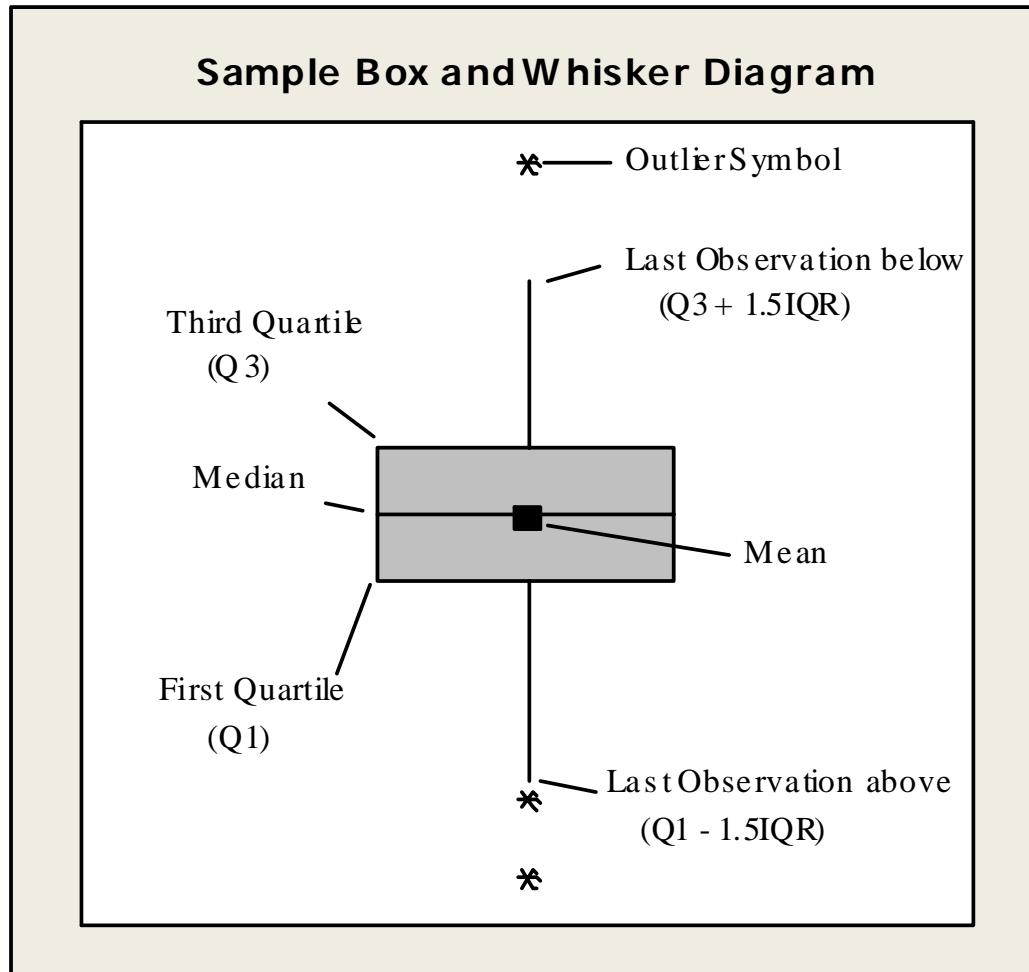 Sample Box and Whisker Diagram
Outlier Symbol
Last Observation below
(Q3 + 1.5IQR)
Third Quartile
(Q3)
Median
Mean
First Quartile
(Q1)
Last Observation above
(Q1 - 1.5IQR)